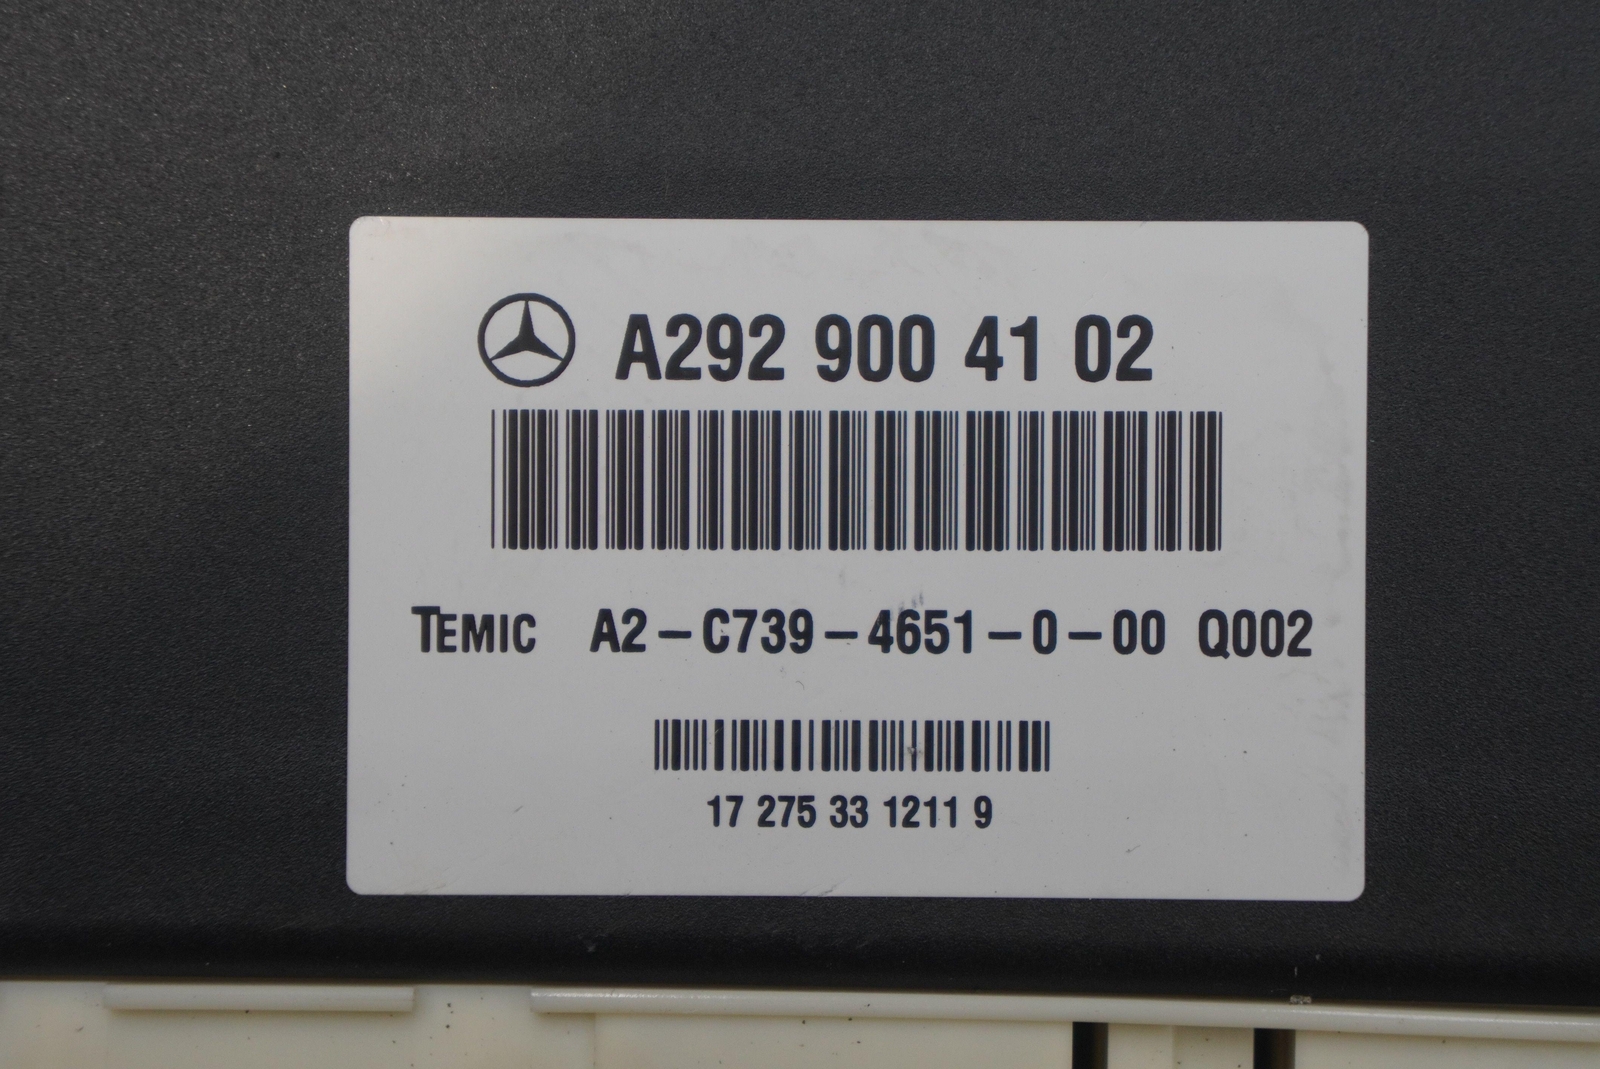 A292 900 41 02
TEMIC A2-C739-4651-0-00 Q002
17 275 33 1211 9